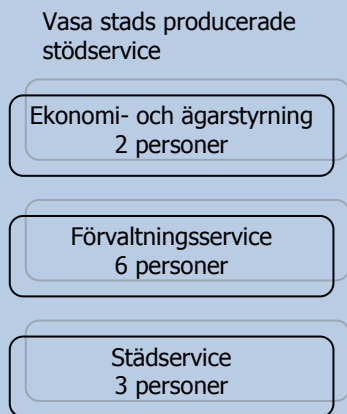 Vasa stads producerade
stödservice
Ekonomi- och ägarstyrning
2 personer
Förvaltningsservice
6 personer
Städservice
3 personer